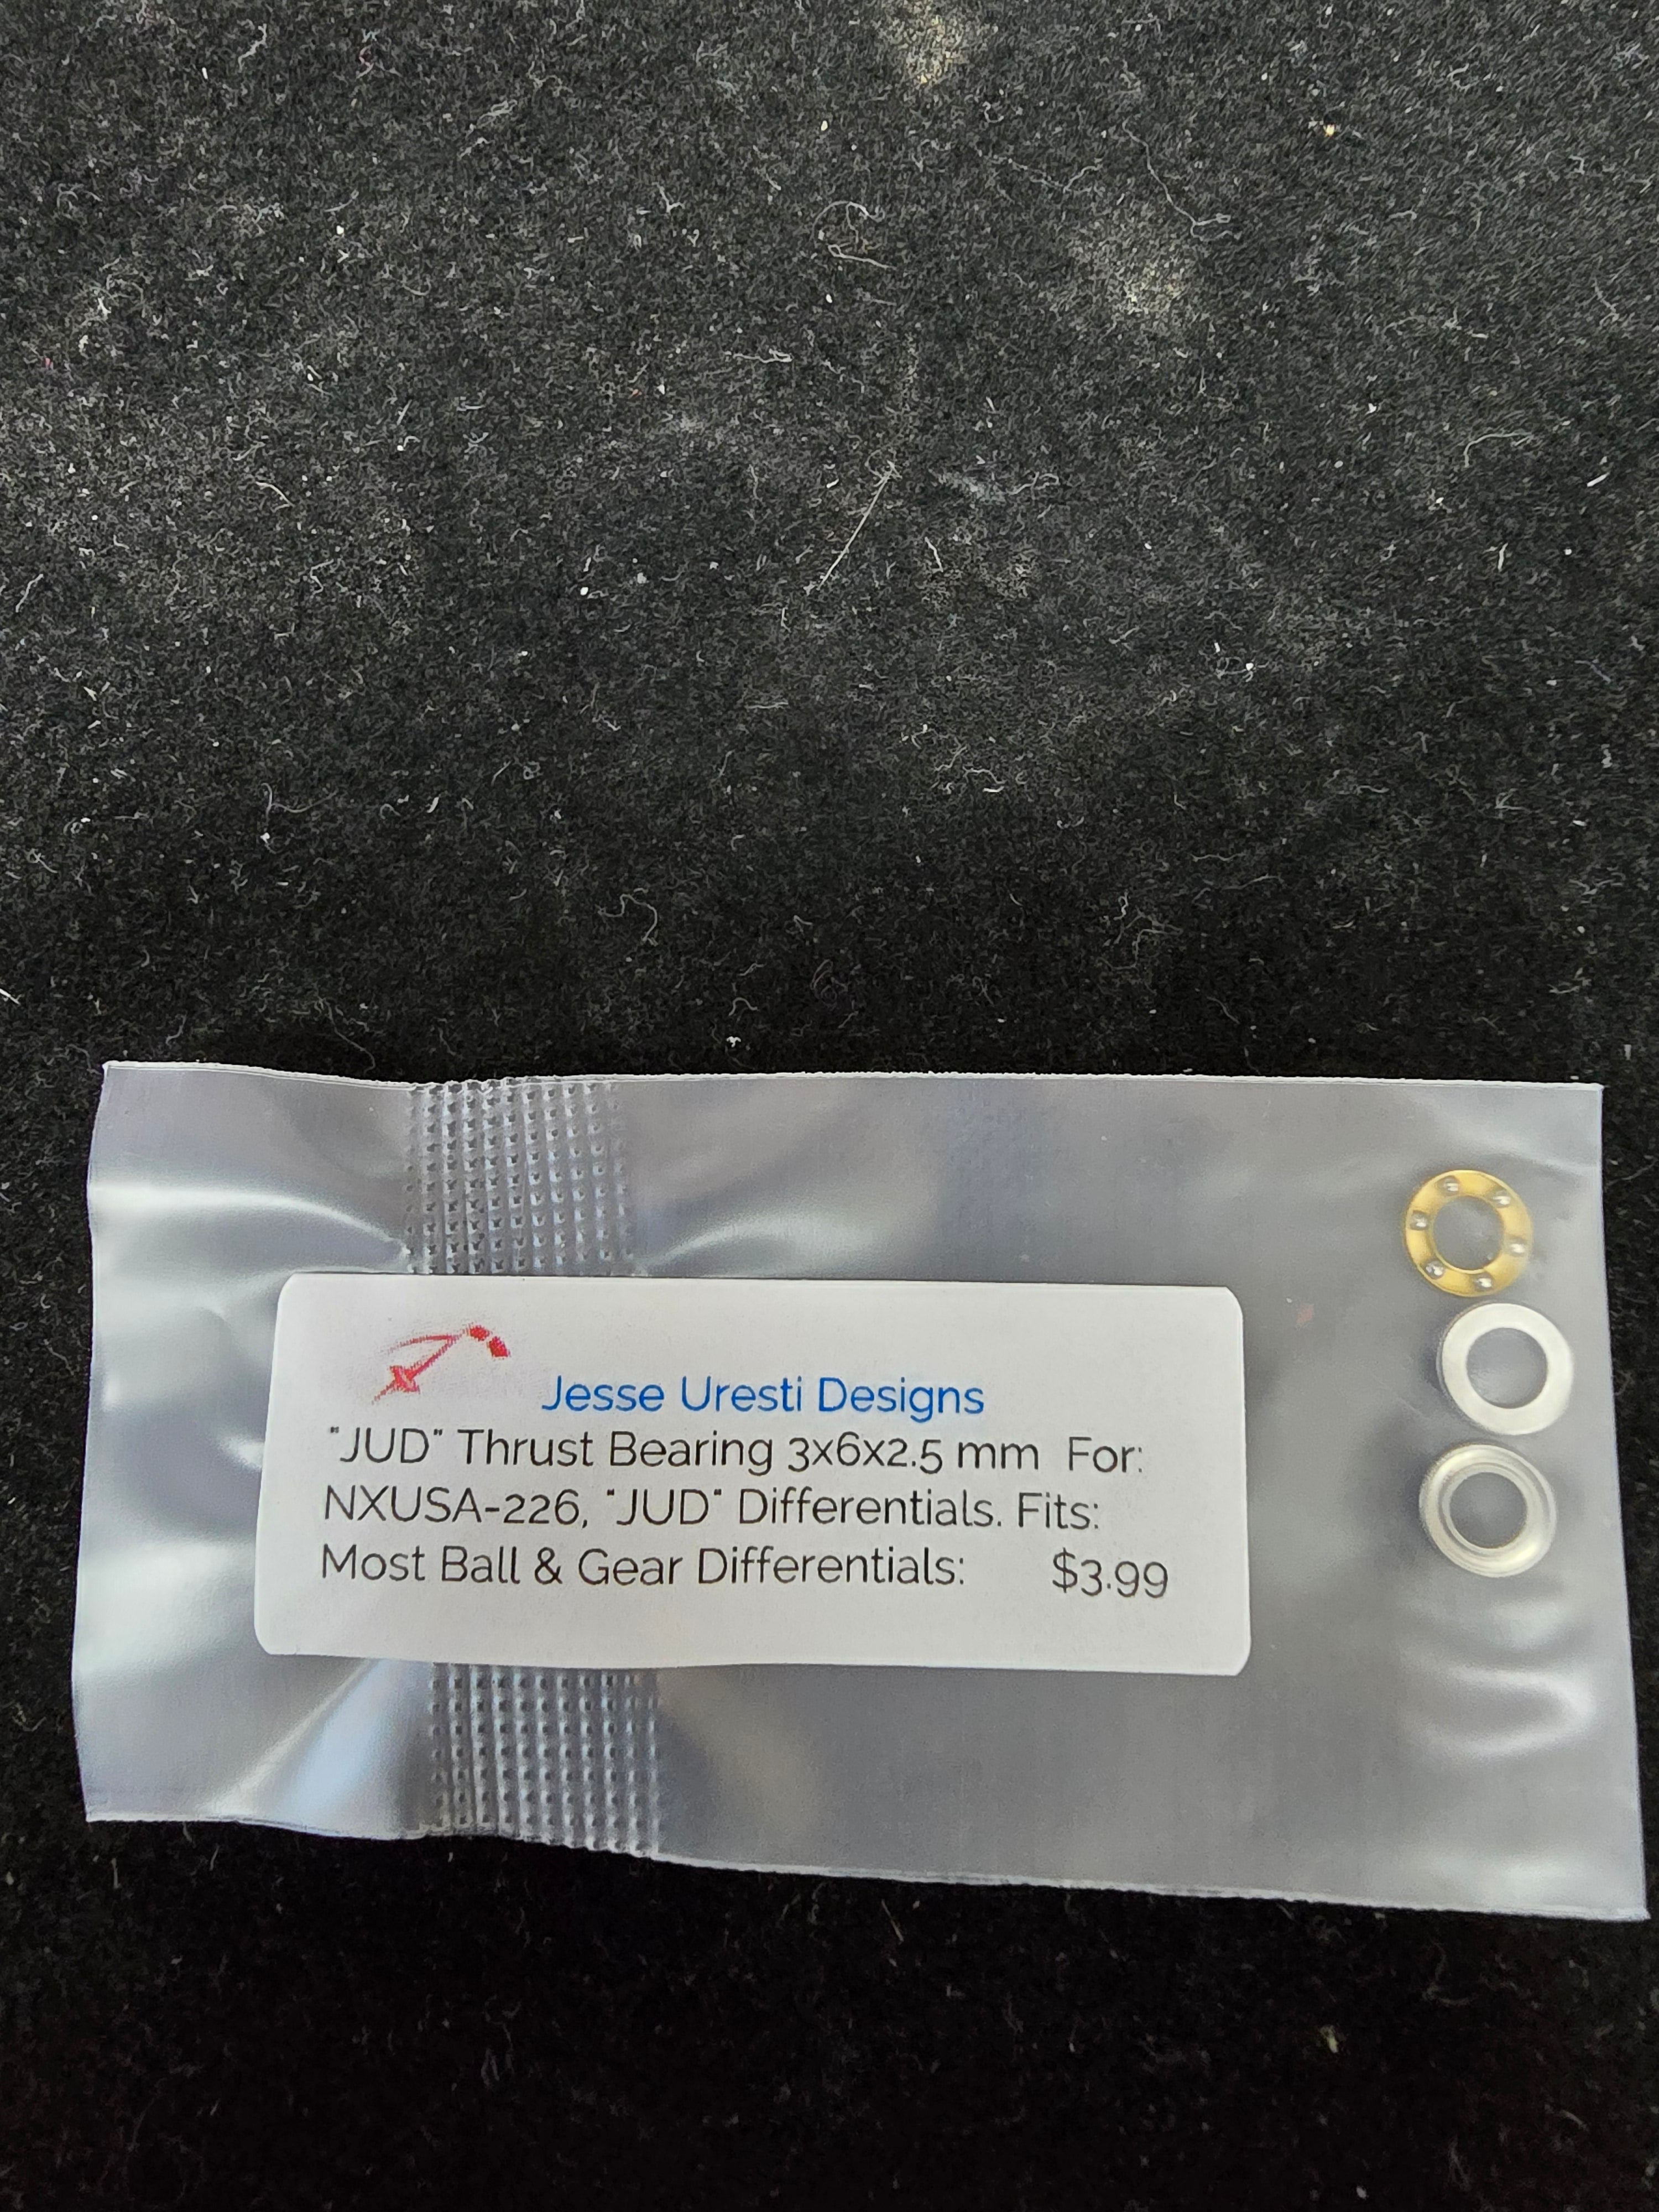 Jesse Uresti Designs
"JUD" Thrust Bearing 3x6x2.5 mm For:
NXUSA-226, "JUD" Differentials. Fits:
Most Ball & Gear Differentials: $3.99